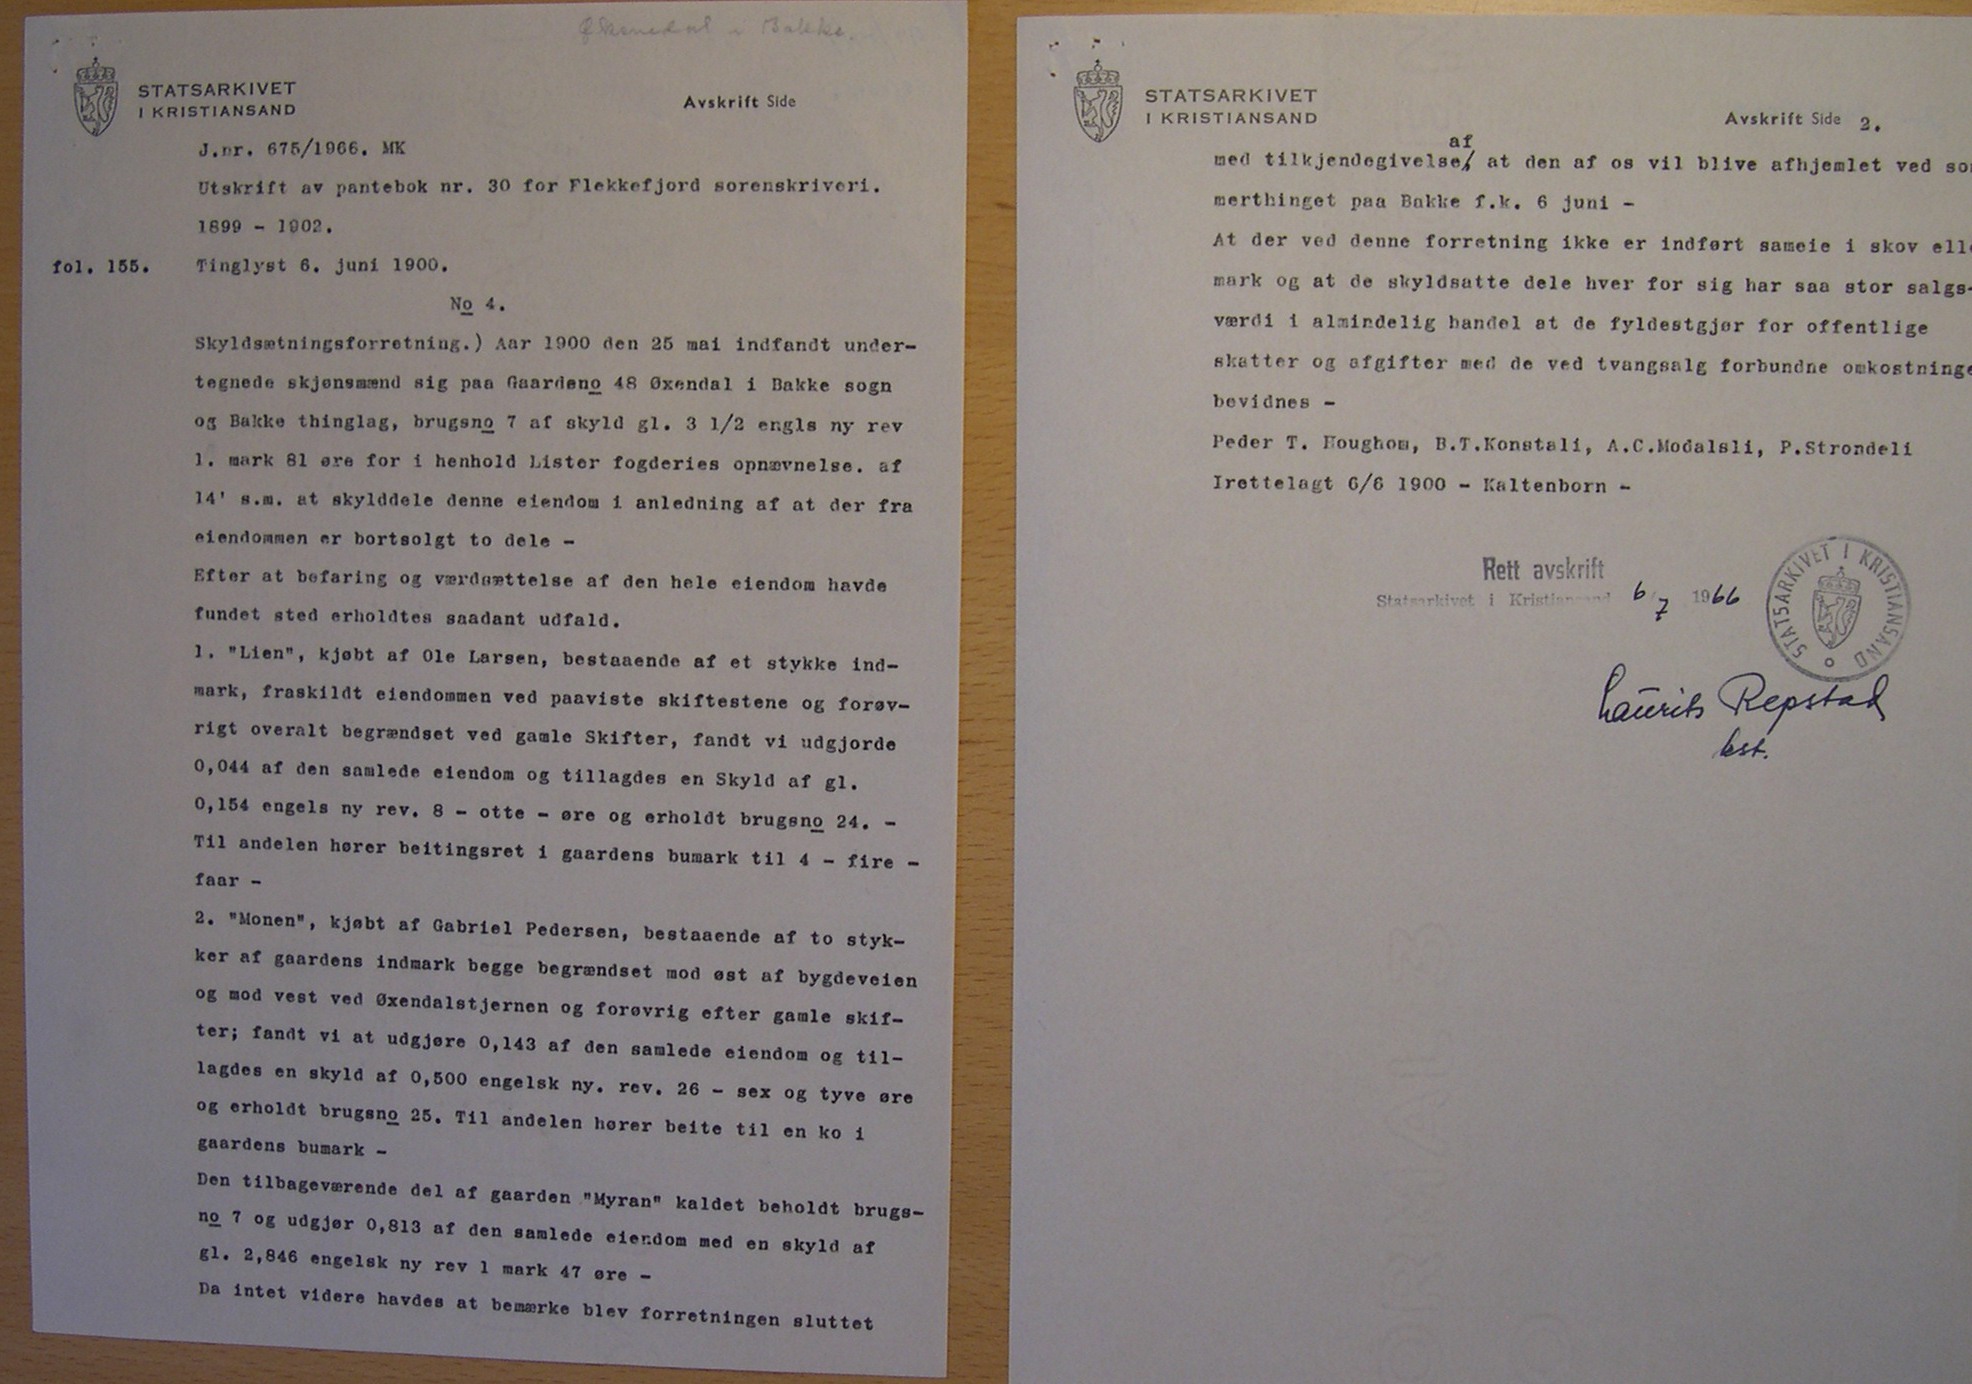 Øksendal i Bakke.
STATSARKIVET
I KRISTIANSAND
Avskrift Side
J.nr. 675/1966. MK
Utskrift av pantebok nr. 30 for Flekkefjord sorenskriveri.
1899 - 1902.
fol. 155. Tinglyst 6. juni 1900.
No 4.
Skyldsætningsforretning.) Aar 1900 den 25 mai indfandt under-
tegnede skjønsmænd sig paa Gaardsno 48 Øxendal i Bakke sogn
og Bakke thinglag, brugsno 7 af skyld gl. 3 1/2 engls ny rev
1. mark 81 øre for i henhold Lister fogderies opnævnelse. af
14' s.m. at skylddele denne eiendom i anledning af at der fra
eiendommen er bortsolgt to dele -
Efter at befaring og værdsættelse af den hele eiendom havde
fundet sted erholdtes saadant udfald.
1. "Lien", kjøbt af Ole Larsen, bestaaende af et stykke ind-
mark, fraskildt eiendommen ved paaviste skiftestene og forøv-
rigt overalt begrændset ved gamle Skifter, fandt vi udgjorde
0,044 af den samlede eiendom og tillagdes en Skyld af gl.
0,154 engels ny rev. 8 - otte - øre og erholdt brugsno 24. -
Til andelen hører beitingsret i gaardens bumark til 4 - fire -
faar -
2. "Monen", kjøbt af Gabriel Pedersen, bestaaende af to styk-
ker af gaardens indmark begge begrændset mod øst af bygdeveien
og mod vest ved Øxendalstjernen og forøvrig efter gamle skif-
ter; fandt vi at udgjøre 0,143 af den samlede eiendom og til-
lagdes en skyld af 0,500 engelsk ny. rev. 26 - sex og tyve øre
og erholdt brugsno 25. Til andelen hører beite til en ko i
gaardens bumark -
Den tilbageværende del af gaarden "Myran" kaldet beholdt brugs-
no 7 og udgjør 0,813 af den samlede eiendom med en skyld af
gl. 2,846 engelsk ny rev 1 mark 47 øre -
Da intet videre havdes at bemærke blev forretningen sluttet
STATSARKIVET
I KRISTIANSAND
Avskrift Side 2.
af
med tilkjendegivelse/ at den af os vil blive afhjemlet ved som
merthinget paa Bakke f.k. 6 juni -
At der ved denne forretning ikke er indført sameie i skov elle
mark og at de skyldsatte dele hver for sig har saa stor salgs-
værdi i almindelig handel at de fyldestgjør for offentlige
skatter og afgifter med de ved tvangsalg forbundne omkostninge
bevidnes -
Peder T. Houghom, B.T.Konstali, A.C.Modalsli, P.Strondeli
Irettelagt 6/6 1900 - Kaltenborn -
Rett avskrift
Statsarkivet i Kristiansand 6/7 1966
STATSARKIVET I KRISTIANSAND
Laurits Repstad
bst.